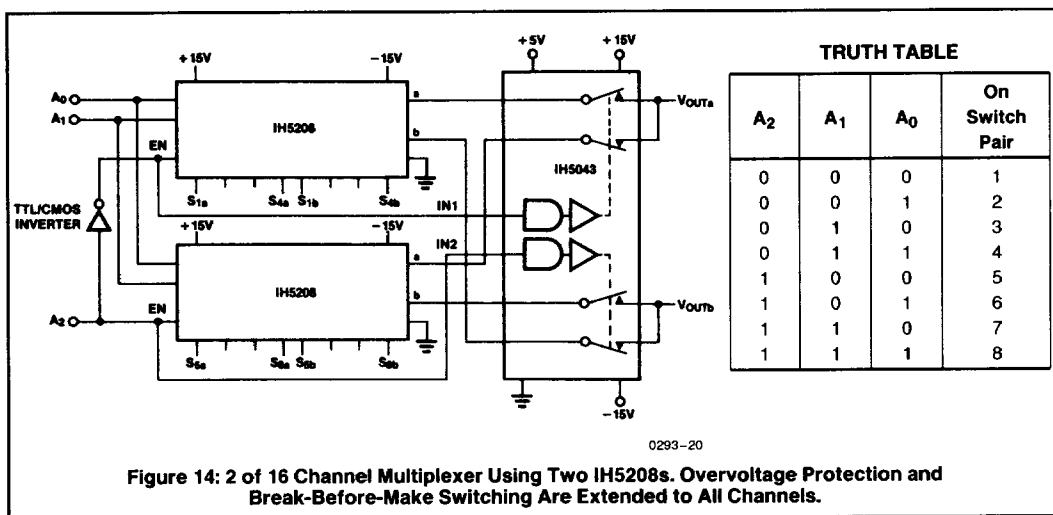 +5V
+15V
TRUTH TABLE
+15V
−15V
A0
A1
a
VOUTa
IH5208
b
EN
IH5043
S1a
S4a
S1b
S4b
IN1
TTL/CMOS
INVERTER
+15V
−15V
IN2
a
IH5208
b
VOUTb
A2
EN
S5a
S8a
S5b
S8b
−15V
A2 A1 A0 On Switch Pair
0 0 0 1
0 0 1 2
0 1 0 3
0 1 1 4
1 0 0 5
1 0 1 6
1 1 0 7
1 1 1 8
0293–20
Figure 14: 2 of 16 Channel Multiplexer Using Two IH5208s. Overvoltage Protection and
Break-Before-Make Switching Are Extended to All Channels.